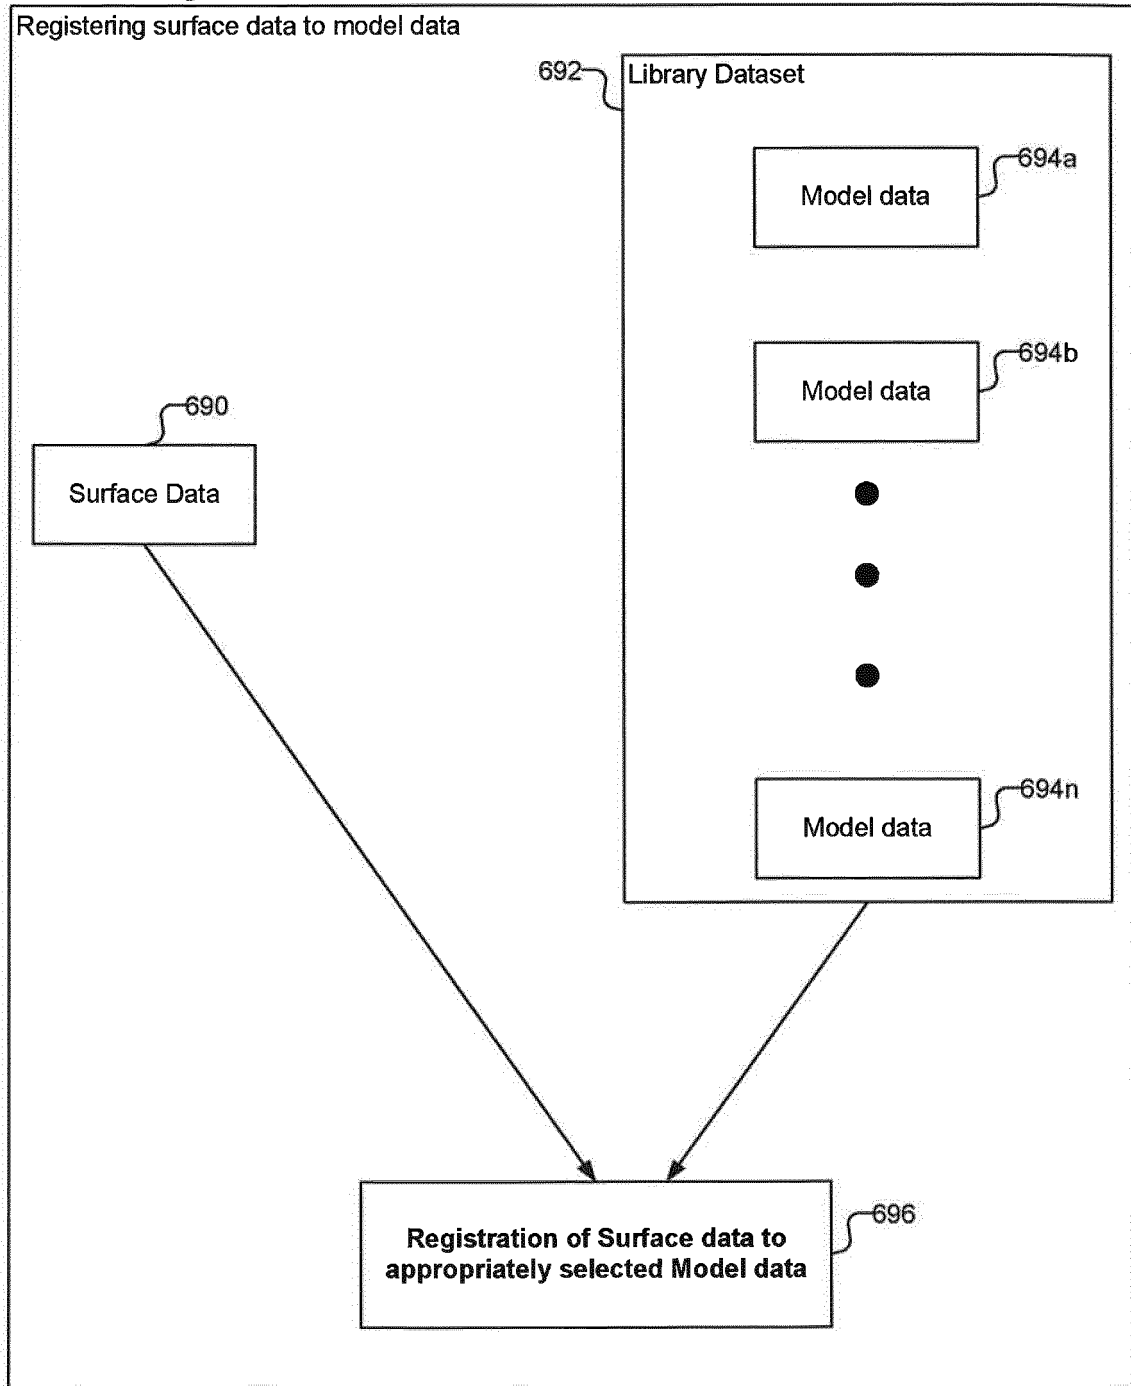 Registering surface data to model data
692
Library Dataset
694a
Model data
694b
Model data
690
Surface Data
694n
Model data
696
Registration of Surface data to
appropriately selected Model data